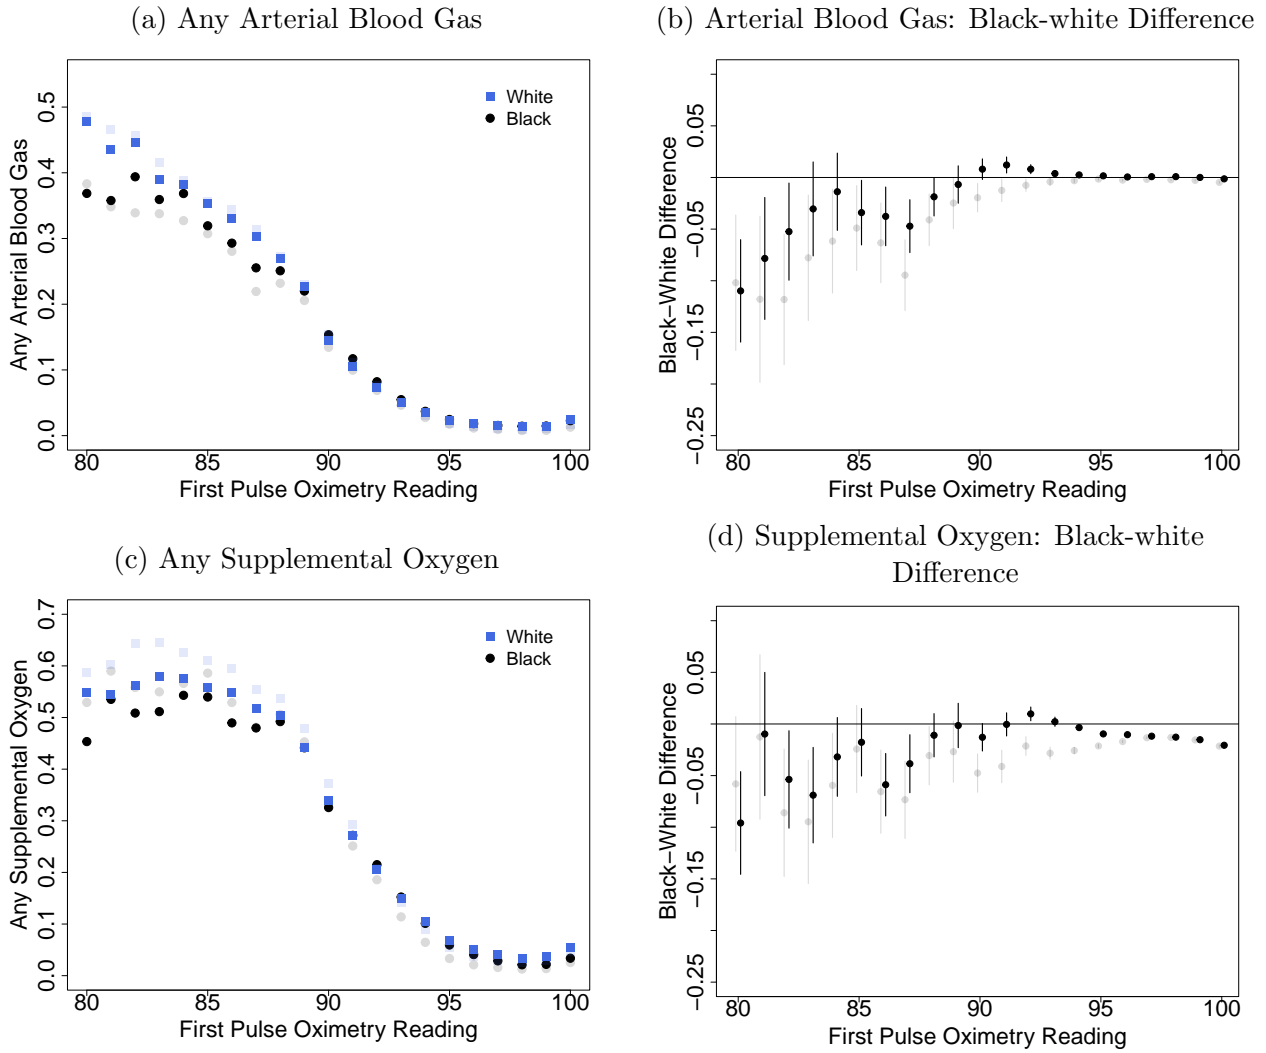 (a) Any Arterial Blood Gas
Any Arterial Blood Gas
0.5
0.4
0.3
0.2
0.1
0.0
White
Black
80 85 90 95 100
First Pulse Oximetry Reading
(b) Arterial Blood Gas: Black-white Difference
Black−White Difference
0.05
−0.05
−0.15
−0.25
80 85 90 95 100
First Pulse Oximetry Reading
(c) Any Supplemental Oxygen
Any Supplemental Oxygen
0.7
0.6
0.5
0.4
0.3
0.2
0.1
0.0
White
Black
80 85 90 95 100
First Pulse Oximetry Reading
(d) Supplemental Oxygen: Black-white
Difference
Black−White Difference
0.05
−0.05
−0.15
−0.25
80 85 90 95 100
First Pulse Oximetry Reading